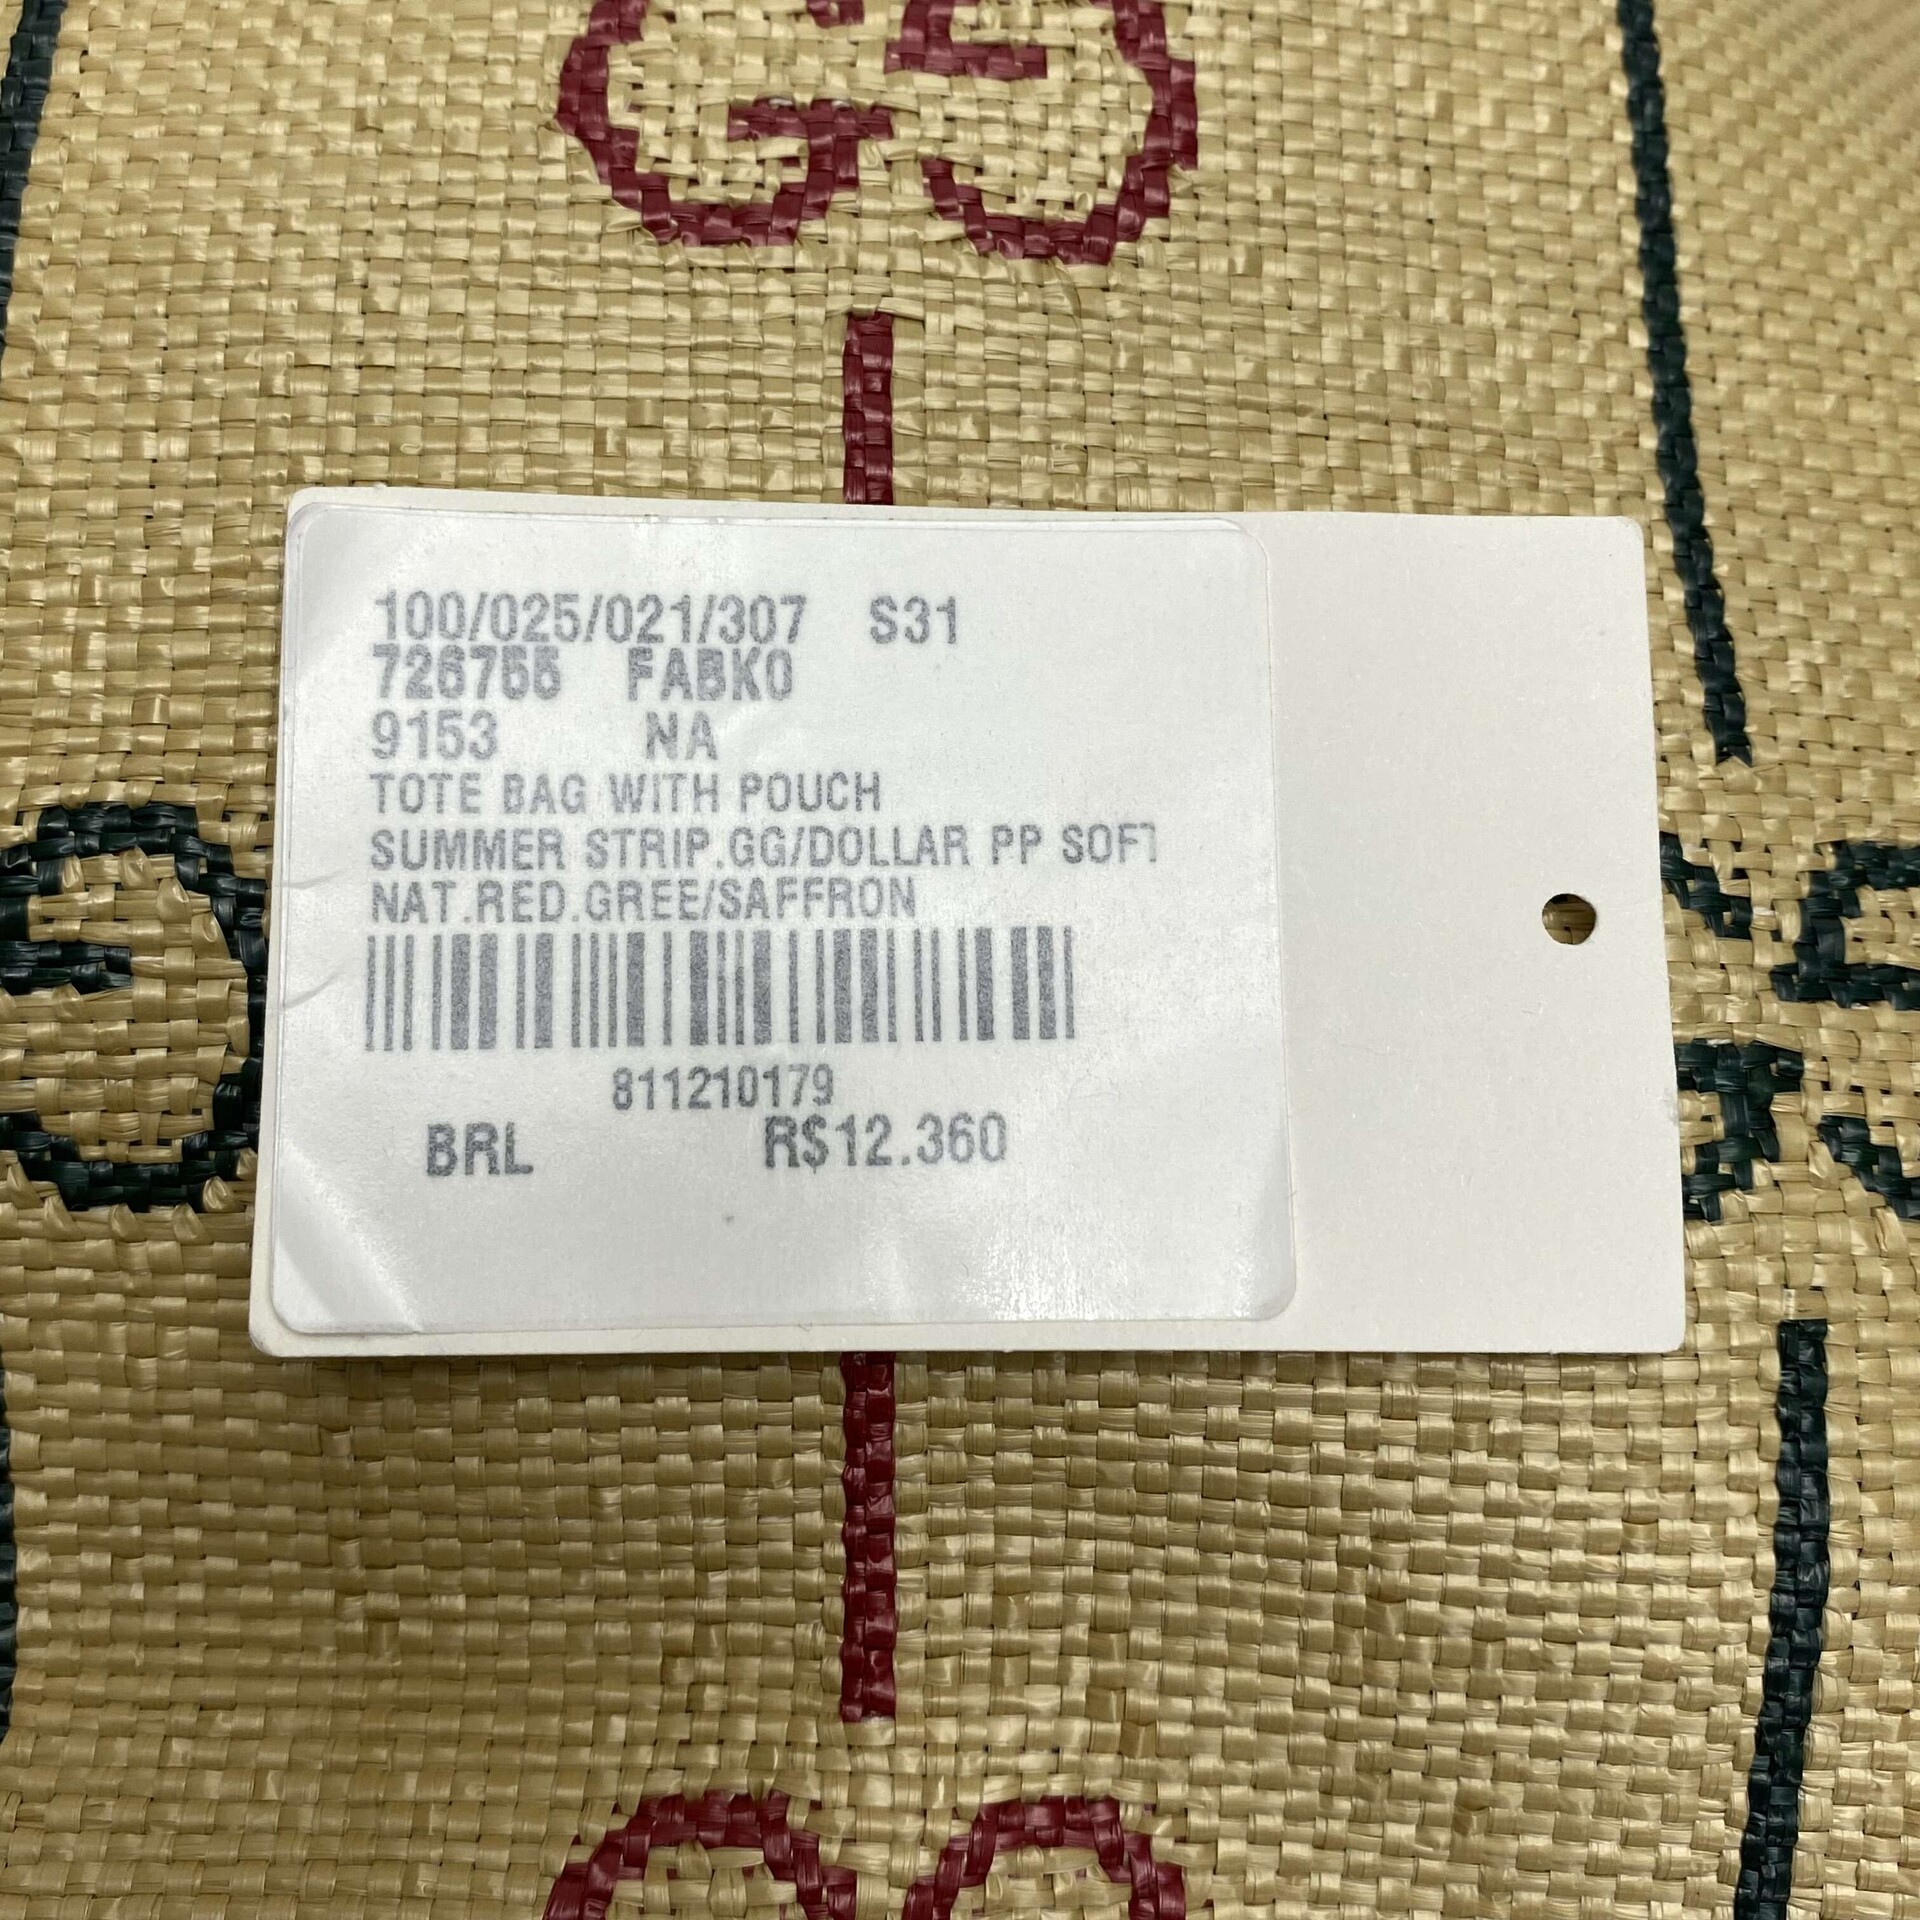 100/025/021/307 S31
726755 FABK0
9153 NA
TOTE BAG WITH POUCH
SUMMER STRIP.GG/DOLLAR PP SOFT
NAT.RED.GREE/SAFFRON
811210179
BRL R$12.360